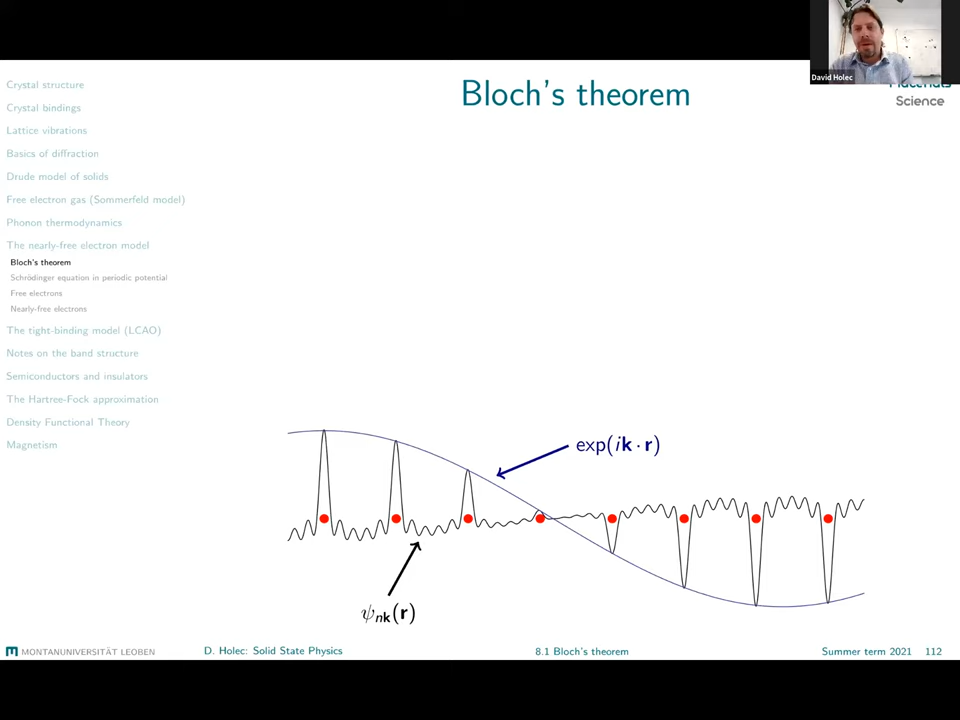 David Holec
Materials
Science
Bloch's theorem
Crystal structure
Crystal bindings
Lattice vibrations
Basics of diffraction
Drude model of solids
Free electron gas (Sommerfeld model)
Phonon thermodynamics
The nearly-free electron model
Bloch's theorem
Schrödinger equation in periodic potential
Free electrons
Nearly-free electrons
The tight-binding model (LCAO)
Notes on the band structure
Semiconductors and insulators
The Hartree-Fock approximation
Density Functional Theory
Magnetism
exp(ik · r)
ψnk(r)
MONTANUNIVERSITÄT LEOBEN D. Holec: Solid State Physics 8.1 Bloch's theorem Summer term 2021 112